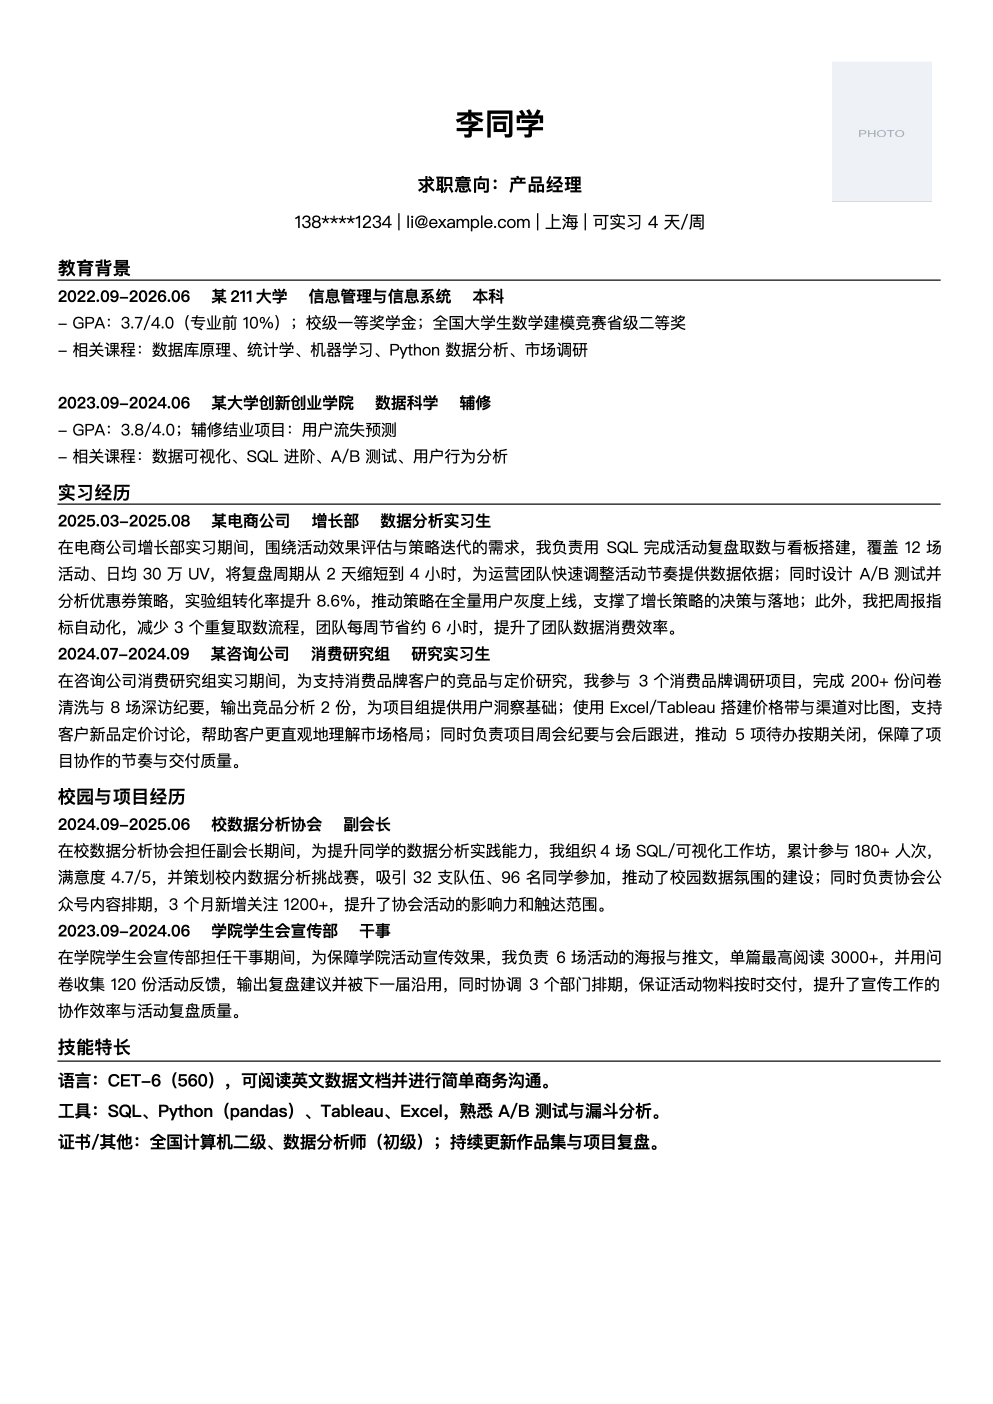 PHOTO
李同学
求职意向：产品经理
138****1234 | li@example.com | 上海 | 可实习 4 天/周
教育背景
2022.09–2026.06 某 211 大学 信息管理与信息系统 本科
– GPA：3.7/4.0（专业前 10%）；校级一等奖学金；全国大学生数学建模竞赛省级二等奖
– 相关课程：数据库原理、统计学、机器学习、Python 数据分析、市场调研
2023.09–2024.06 某大学创新创业学院 数据科学 辅修
– GPA：3.8/4.0；辅修结业项目：用户流失预测
– 相关课程：数据可视化、SQL 进阶、A/B 测试、用户行为分析
实习经历
2025.03–2025.08 某电商公司 增长部 数据分析实习生
在电商公司增长部实习期间，围绕活动效果评估与策略迭代的需求，我负责用 SQL 完成活动复盘取数与看板搭建，覆盖 12 场
活动、日均 30 万 UV，将复盘周期从 2 天缩短到 4 小时，为运营团队快速调整活动节奏提供数据依据；同时设计 A/B 测试并
分析优惠券策略，实验组转化率提升 8.6%，推动策略在全量用户灰度上线，支撑了增长策略的决策与落地；此外，我把周报指
标自动化，减少 3 个重复取数流程，团队每周节省约 6 小时，提升了团队数据消费效率。
2024.07–2024.09 某咨询公司 消费研究组 研究实习生
在咨询公司消费研究组实习期间，为支持消费品牌客户的竞品与定价研究，我参与 3 个消费品牌调研项目，完成 200+ 份问卷
清洗与 8 场深访纪要，输出竞品分析 2 份，为项目组提供用户洞察基础；使用 Excel/Tableau 搭建价格带与渠道对比图，支持
客户新品定价讨论，帮助客户更直观地理解市场格局；同时负责项目周会纪要与会后跟进，推动 5 项待办按期关闭，保障了项
目协作的节奏与交付质量。
校园与项目经历
2024.09–2025.06 校数据分析协会 副会长
在校数据分析协会担任副会长期间，为提升同学的数据分析实践能力，我组织 4 场 SQL/可视化工作坊，累计参与 180+ 人次，
满意度 4.7/5，并策划校内数据分析挑战赛，吸引 32 支队伍、96 名同学参加，推动了校园数据氛围的建设；同时负责协会公
众号内容排期，3 个月新增关注 1200+，提升了协会活动的影响力和触达范围。
2023.09–2024.06 学院学生会宣传部 干事
在学院学生会宣传部担任干事期间，为保障学院活动宣传效果，我负责 6 场活动的海报与推文，单篇最高阅读 3000+，并用问
卷收集 120 份活动反馈，输出复盘建议并被下一届沿用，同时协调 3 个部门排期，保证活动物料按时交付，提升了宣传工作的
协作效率与活动复盘质量。
技能特长
语言：CET–6（560），可阅读英文数据文档并进行简单商务沟通。
工具：SQL、Python（pandas）、Tableau、Excel，熟悉 A/B 测试与漏斗分析。
证书/其他：全国计算机二级、数据分析师（初级）；持续更新作品集与项目复盘。